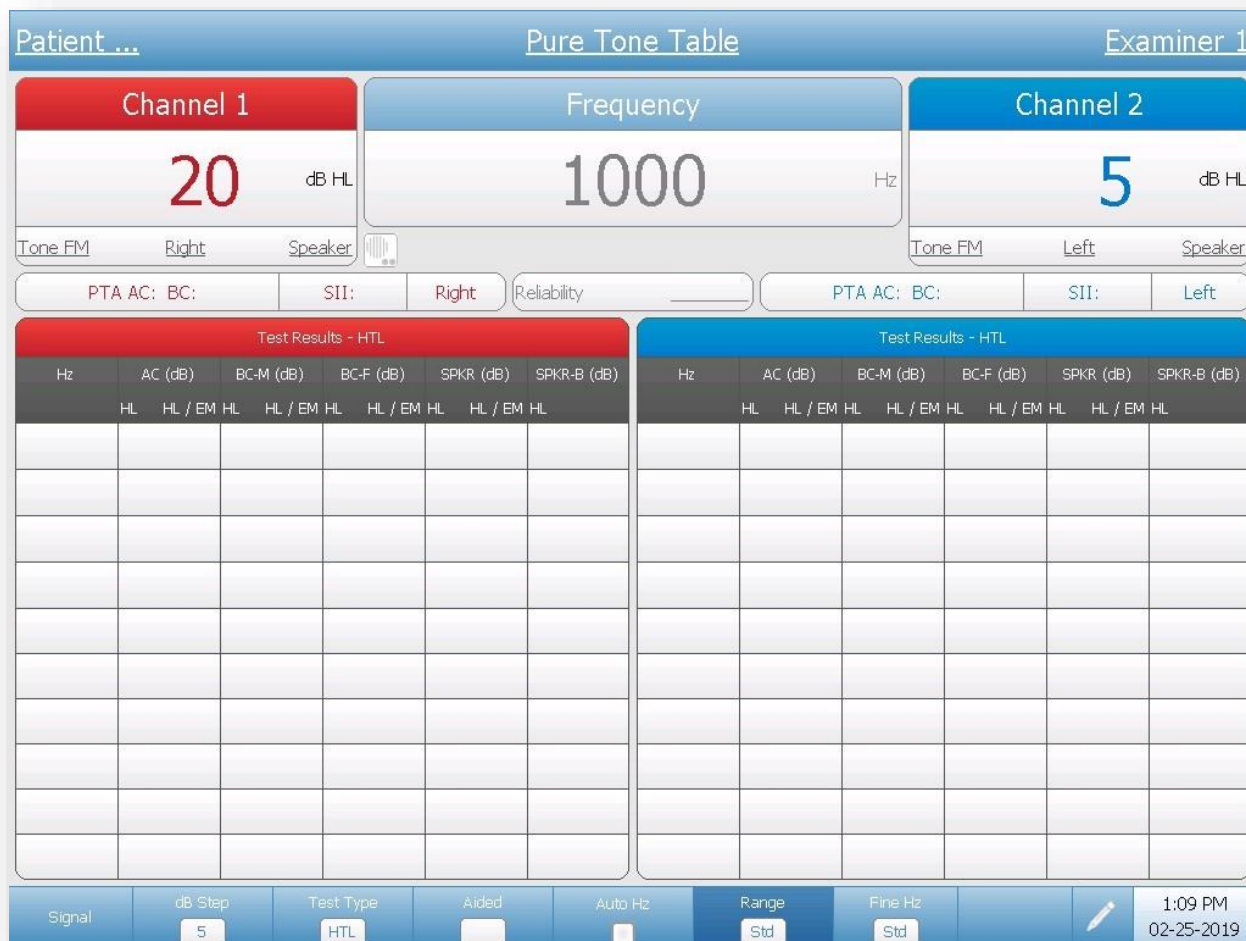 Patient ... Pure Tone Table Examiner 1
Channel 1 Frequency Channel 2
20 dB HL 1000 Hz 5 dB HL
Tone FM Right Speaker Tone FM Left Speaker
PTA AC: BC: SII: Right Reliability PTA AC: BC: SII: Left
Test Results - HTL Test Results - HTL
Hz AC (dB) BC-M (dB) BC-F (dB) SPKR (dB) SPKR-B (dB) Hz AC (dB) BC-M (dB) BC-F (dB) SPKR (dB) SPKR-B (dB)
HL HL / EM HL HL / EM HL HL / EM HL HL / EM HL HL HL / EM HL HL / EM HL HL / EM HL HL / EM HL
Signal dB Step Test Type Aided Auto Hz Range Fine Hz 1:09 PM
5 HTL Std Std 02-25-2019